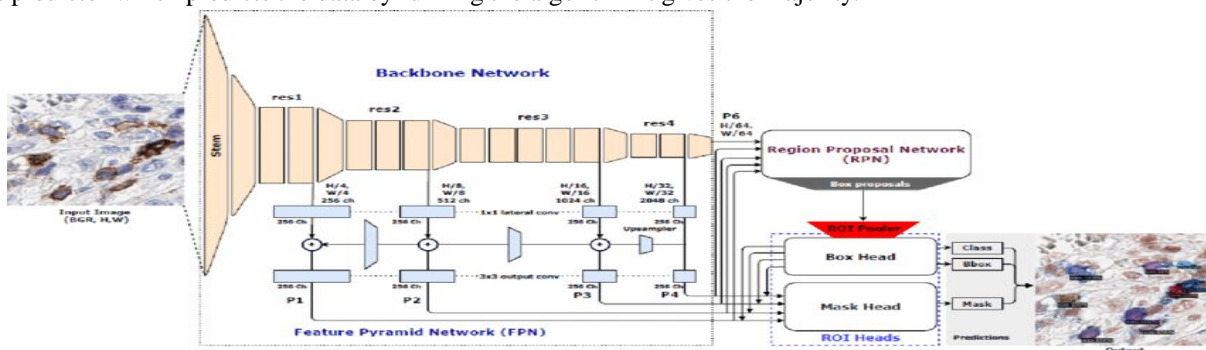 Backbone Network
res1
res2
res3
res4
Stem
P6
H/64,
W/64
Region Proposal Network
(RPN)
Box proposals
Input Image
(BGR, H,W)
H/4,
W/4
256 ch
H/8,
W/8
512 ch
H/16,
W/16
1024 ch
H/32,
W/32
2048 ch
1x1 lateral conv
256 Ch
256 Ch
256 Ch
256 Ch
Upsampler
3x3 output conv
256 Ch
256 Ch
256 Ch
256 Ch
P1
P2
P3
P4
Feature Pyramid Network (FPN)
ROI Pooler
Box Head
Mask Head
ROI Heads
Class
Bbox
Mask
Predictions